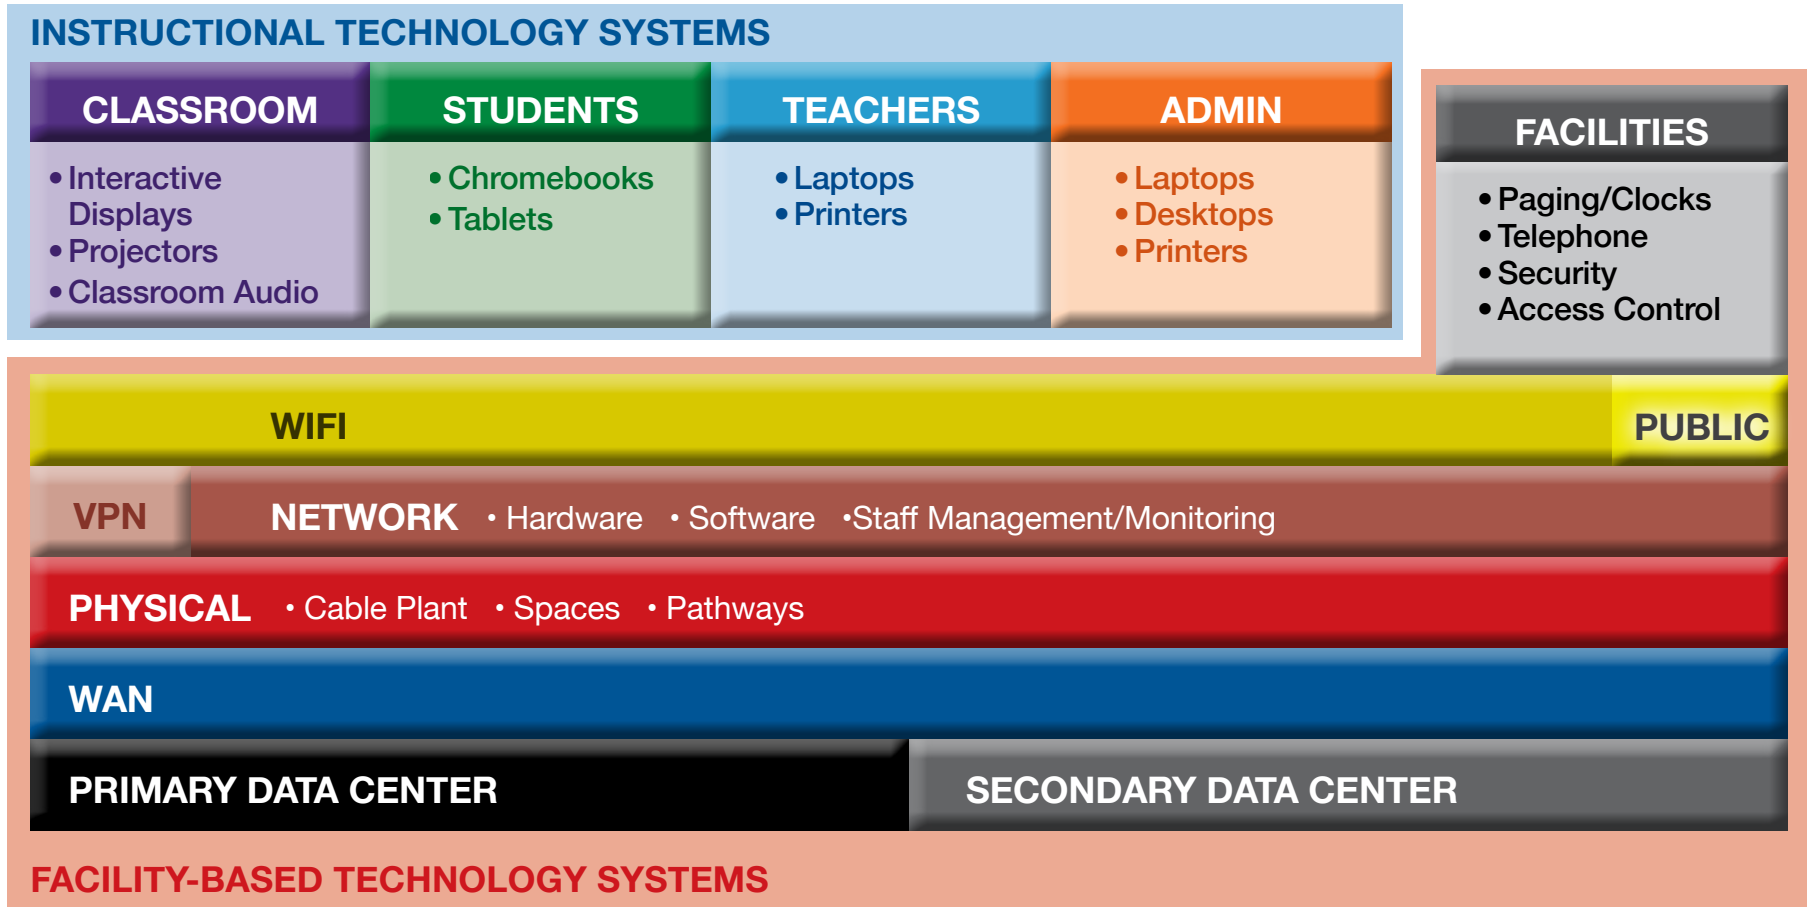 INSTRUCTIONAL TECHNOLOGY SYSTEMS
CLASSROOM
• Interactive
Displays
• Projectors
• Classroom Audio
STUDENTS
• Chromebooks
• Tablets
TEACHERS
• Laptops
• Printers
ADMIN
• Laptops
• Desktops
• Printers
FACILITIES
• Paging/Clocks
• Telephone
• Security
• Access Control
WIFI
PUBLIC
VPN
NETWORK • Hardware • Software •Staff Management/Monitoring
PHYSICAL • Cable Plant • Spaces • Pathways
WAN
PRIMARY DATA CENTER
SECONDARY DATA CENTER
FACILITY-BASED TECHNOLOGY SYSTEMS